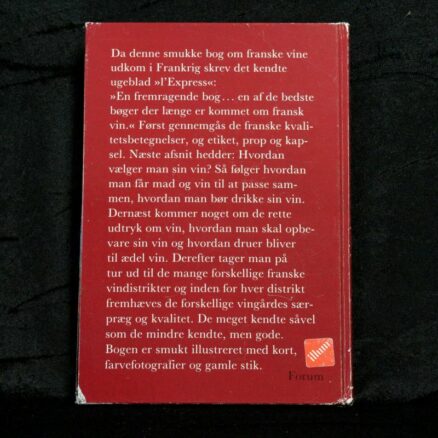 Da denne smukke bog om franske vine
udkom i Frankrig skrev det kendte
ugeblad »l'Express«:
»En fremragende bog... en af de bedste
bøger der længe er kommet om fransk
vin.« Først gennemgås de franske kvali-
tetsbetegnelser, og etiket, prop og kap-
sel. Næste afsnit hedder: Hvordan
vælger man sin vin? Så følger hvordan
man får mad og vin til at passe sam-
men, hvordan man bør drikke sin vin.
Dernæst kommer noget om de rette
udtryk om vin, hvordan man skal opbe-
vare sin vin og hvordan druer bliver
til ædel vin. Derefter tager man på
tur ud til de mange forskellige franske
vindistrikter og inden for hver distrikt
fremhæves de forskellige vingårdes sær-
præg og kvalitet. De meget kendte såvel
som de mindre kendte, men gode.
Bogen er smukt illustreret med kort,
farvefotografier og gamle stik.
illum
Forum